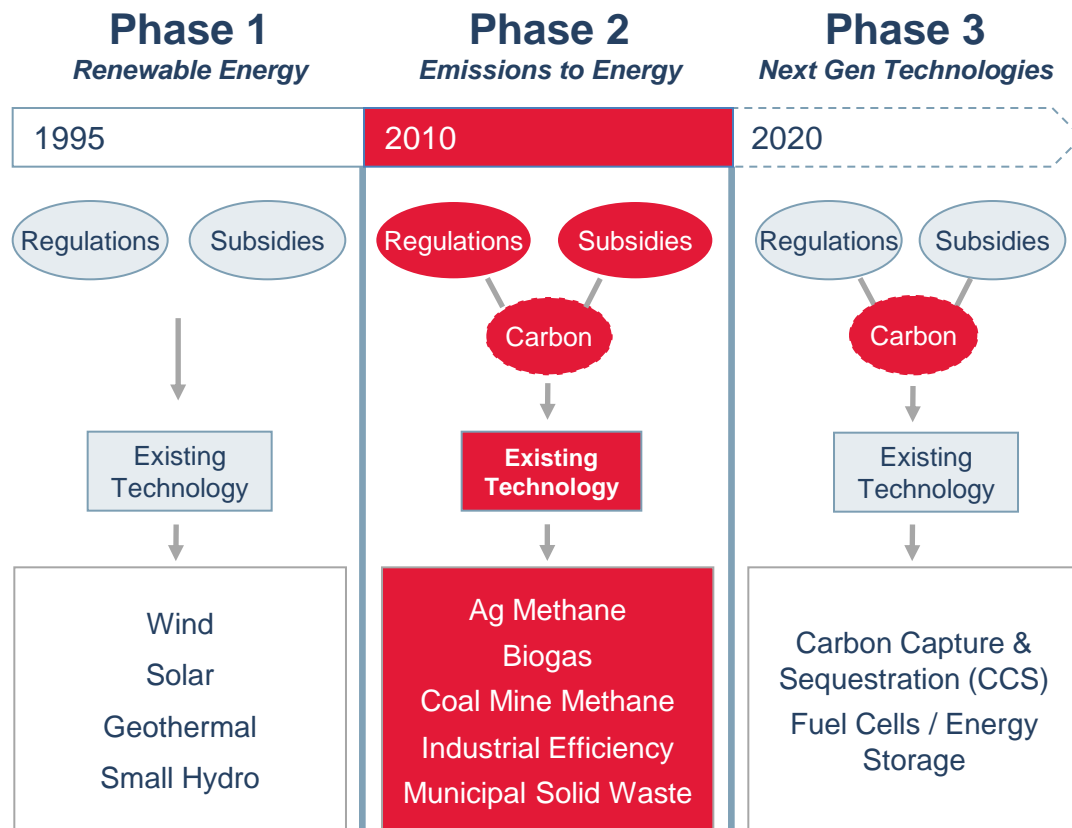 Phase 1
Renewable Energy
Phase 2
Emissions to Energy
Phase 3
Next Gen Technologies
1995
2010
2020
Regulations
Subsidies
Regulations
Subsidies
Carbon
Regulations
Subsidies
Carbon
Existing
Technology
Existing
Technology
Existing
Technology
Wind
Solar
Geothermal
Small Hydro
Ag Methane
Biogas
Coal Mine Methane
Industrial Efficiency
Municipal Solid Waste
Carbon Capture &
Sequestration (CCS)
Fuel Cells / Energy
Storage